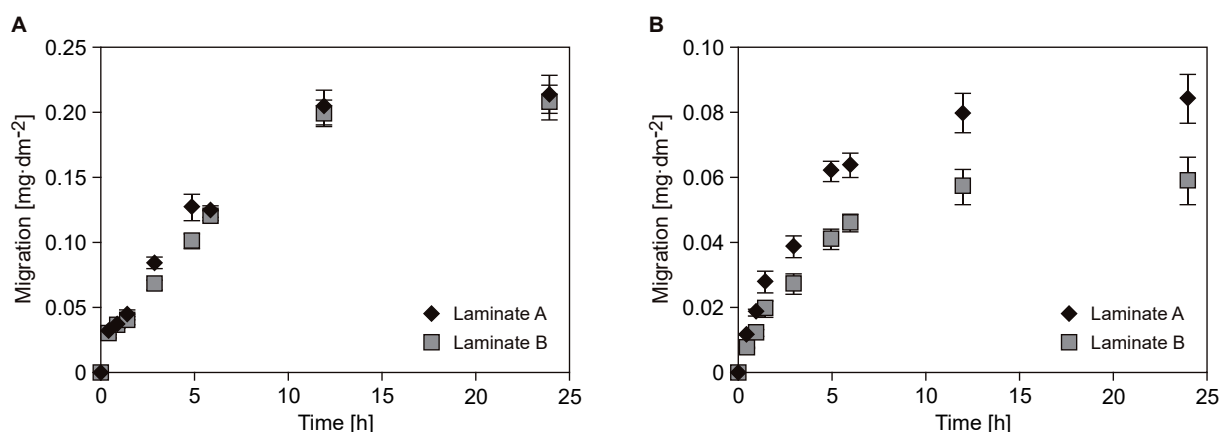 A
Migration [mg·dm⁻²]
0.25
0.20
0.15
0.10
0.05
0
0 5 10 15 20 25
Time [h]
Laminate A
Laminate B
B
Migration [mg·dm⁻²]
0.10
0.08
0.06
0.04
0.02
0
0 5 10 15 20 25
Time [h]
Laminate A
Laminate B